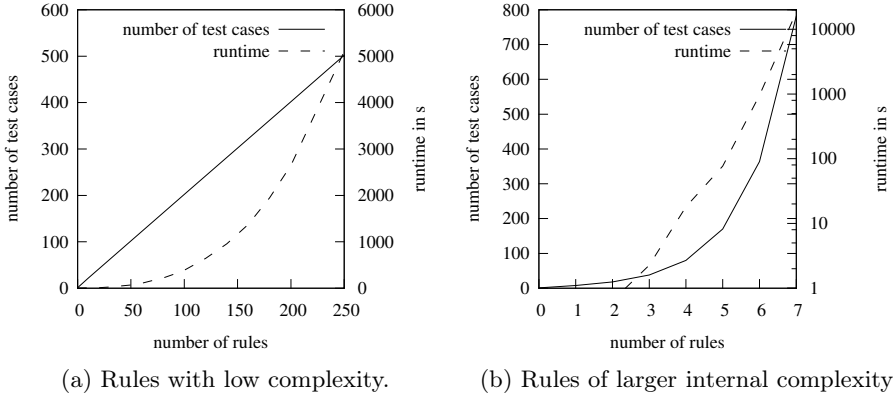 600
500
400
300
200
100
0
number of test cases
number of test cases
runtime
6000
5000
4000
3000
2000
1000
0
runtime in s
0 50 100 150 200 250
number of rules
(a) Rules with low complexity.
800
700
600
500
400
300
200
100
0
number of test cases
number of test cases
runtime
10000
1000
100
10
1
runtime in s
0 1 2 3 4 5 6 7
number of rules
(b) Rules of larger internal complexity